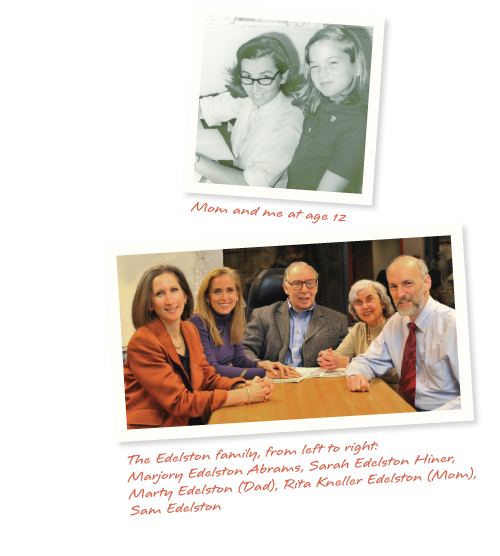 Mom and me at age 12
The Edelston family, from left to right:
Marjory Edelston Abrams, Sarah Edelston Hiner,
Marty Edelston (Dad), Rita Kneller Edelston (Mom),
Sam Edelston